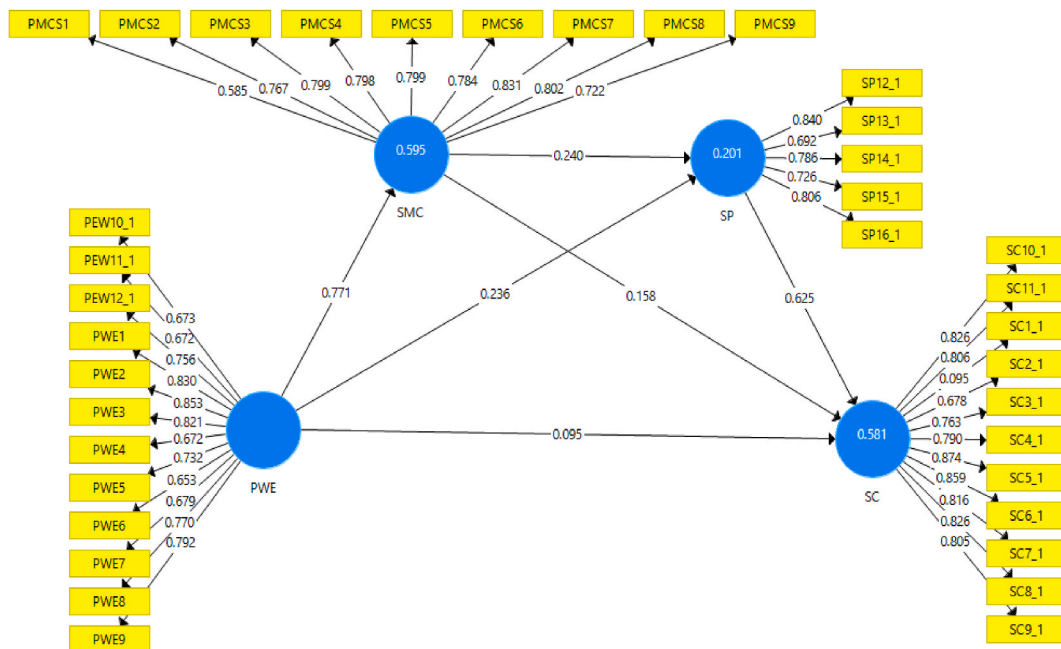 PMCS1 PMCS2 PMCS3 PMCS4 PMCS5 PMCS6 PMCS7 PMCS8 PMCS9
0.585 0.767 0.799 0.798 0.799 0.784 0.831 0.802 0.722
0.595
SMC
0.240
0.201
SP
0.840
0.692
0.786
0.726
0.806
SP12_1
SP13_1
SP14_1
SP15_1
SP16_1
0.771
0.236
0.158
0.625
PEW10_1
PEW11_1
PEW12_1
PWE1
PWE2
PWE3
PWE4
PWE5
PWE6
PWE7
PWE8
PWE9
0.673
0.672
0.756
0.830
0.853
0.821
0.672
0.732
0.653
0.679
0.770
0.792
PWE
0.095
0.581
SC
0.826
0.806
0.095
0.678
0.763
0.790
0.874
0.859
0.816
0.826
0.805
SC10_1
SC11_1
SC1_1
SC2_1
SC3_1
SC4_1
SC5_1
SC6_1
SC7_1
SC8_1
SC9_1